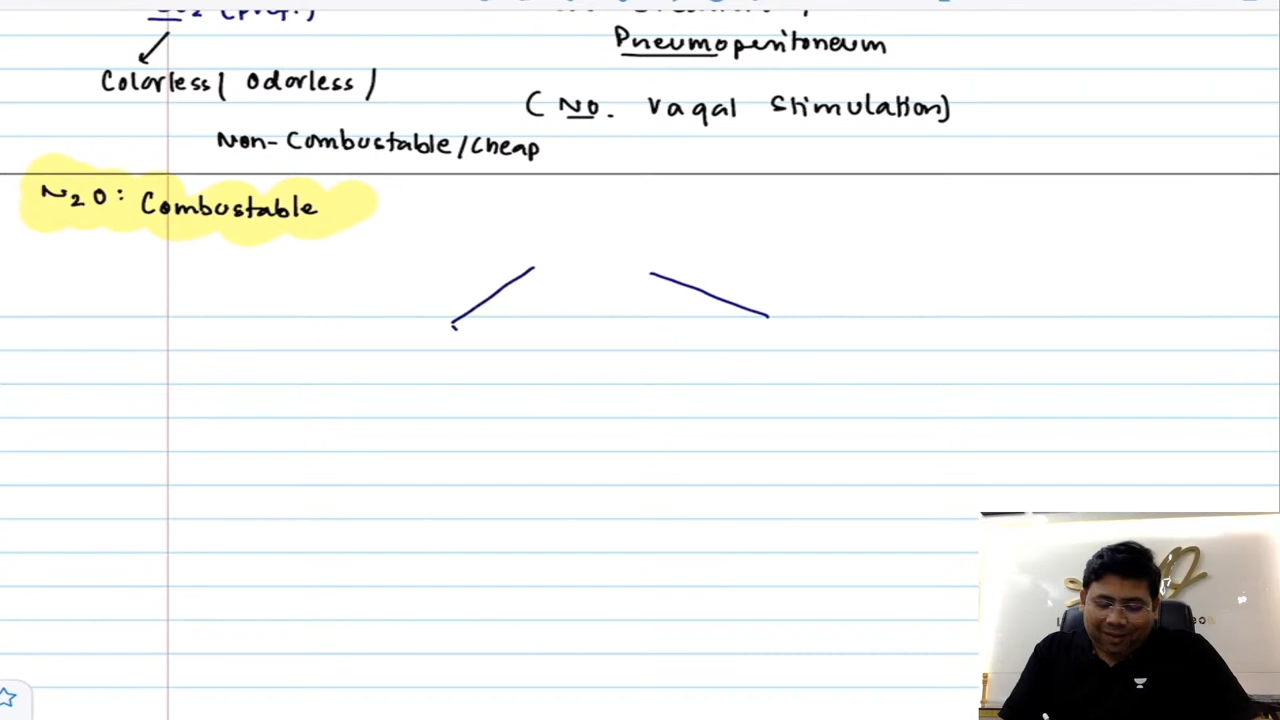 Colorless( Odorless /
Non-Combustable/Cheap
Pneumoperitoneum
( No. Vagal Stimulation)
N2O: Combustable